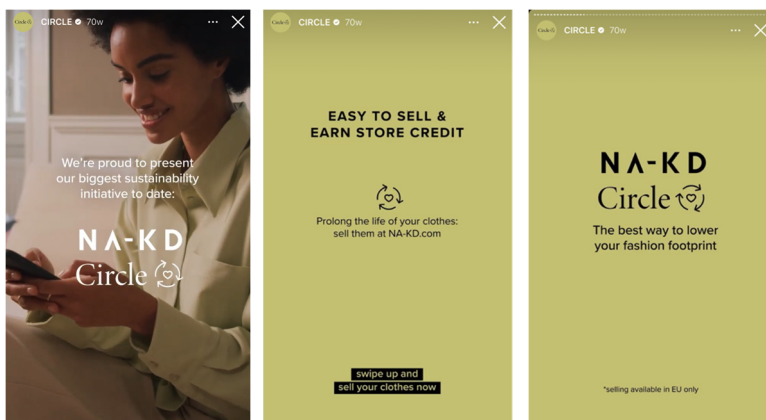 CIRCLE 70w
We're proud to present
our biggest sustainability
initiative to date:
NA-KD
Circle
CIRCLE 70w
EASY TO SELL &
EARN STORE CREDIT
Prolong the life of your clothes:
sell them at NA-KD.com
swipe up and
sell your clothes now
CIRCLE 70w
NA-KD
Circle
The best way to lower
your fashion footprint
*selling available in EU only